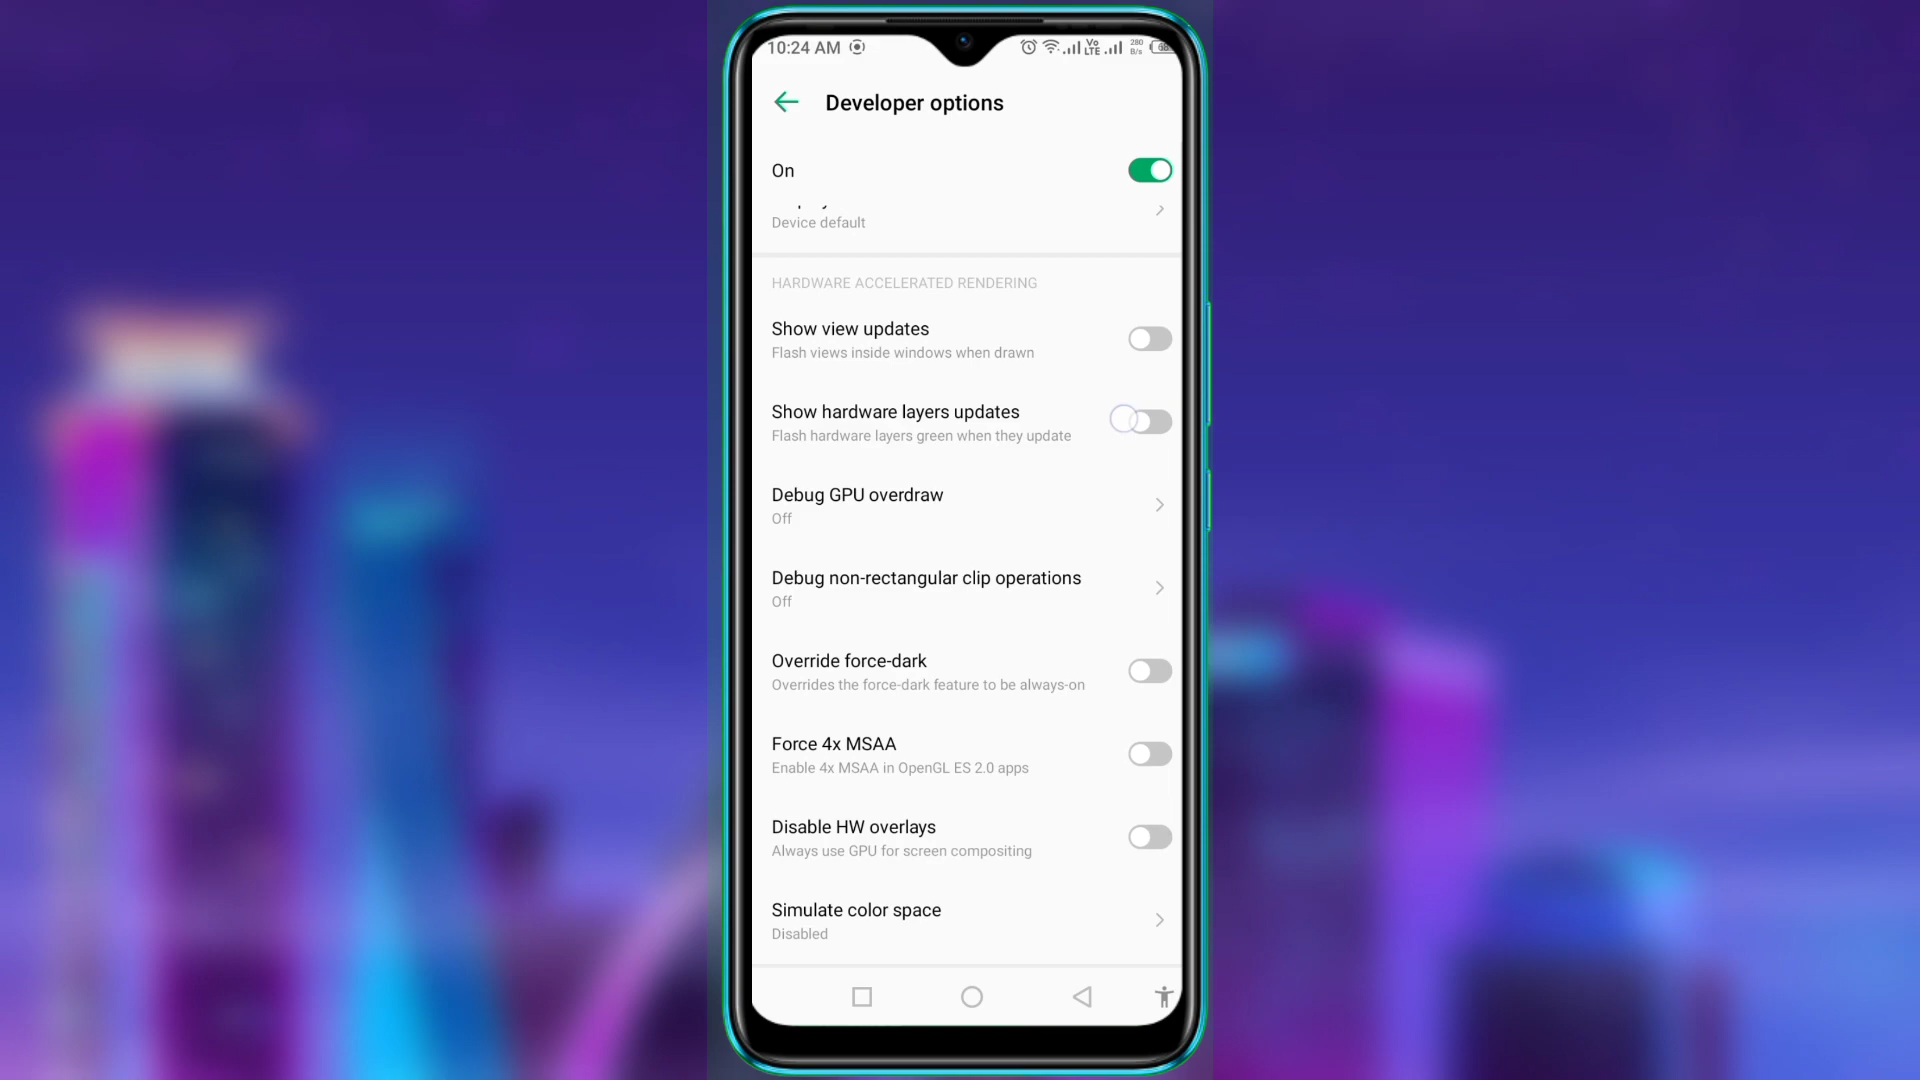 10:24 AM
Vo
LTE
280
B/s
68
Developer options
On
Device default
HARDWARE ACCELERATED RENDERING
Show view updates
Flash views inside windows when drawn
Show hardware layers updates
Flash hardware layers green when they update
Debug GPU overdraw
Off
Debug non-rectangular clip operations
Off
Override force-dark
Overrides the force-dark feature to be always-on
Force 4x MSAA
Enable 4x MSAA in OpenGL ES 2.0 apps
Disable HW overlays
Always use GPU for screen compositing
Simulate color space
Disabled